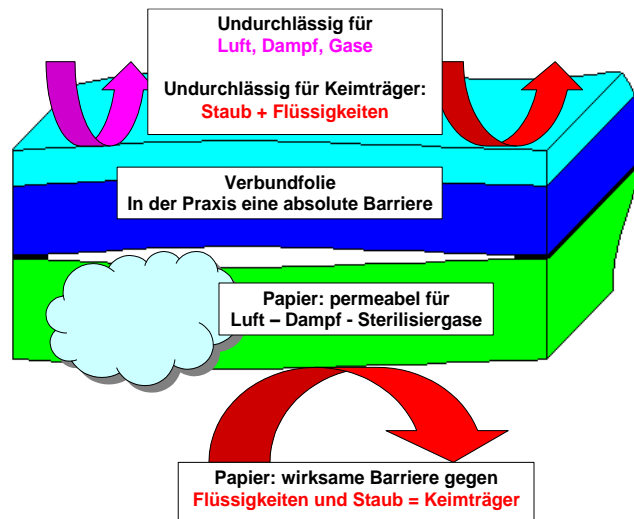 Undurchlässig für
Luft, Dampf, Gase
Undurchlässig für Keimträger:
Staub + Flüssigkeiten
Verbundfolie
In der Praxis eine absolute Barriere
Papier: permeabel für
Luft – Dampf - Sterilisiergase
Papier: wirksame Barriere gegen
Flüssigkeiten und Staub = Keimträger